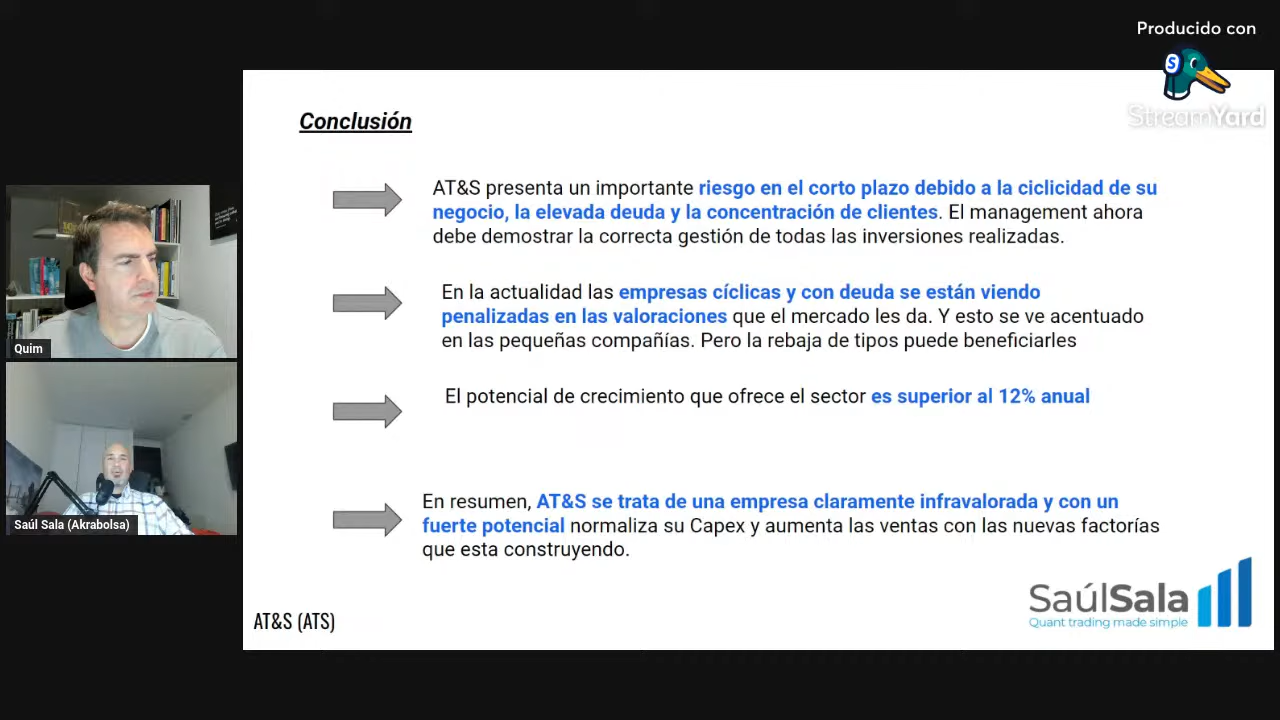 Producido con
StreamYard
Conclusión
AT&S presenta un importante riesgo en el corto plazo debido a la ciclicidad de su
negocio, la elevada deuda y la concentración de clientes. El management ahora
debe demostrar la correcta gestión de todas las inversiones realizadas.
En la actualidad las empresas cíclicas y con deuda se están viendo
penalizadas en las valoraciones que el mercado les da. Y esto se ve acentuado
en las pequeñas compañías. Pero la rebaja de tipos puede beneficiarles
El potencial de crecimiento que ofrece el sector es superior al 12% anual
En resumen, AT&S se trata de una empresa claramente infravalorada y con un
fuerte potencial normaliza su Capex y aumenta las ventas con las nuevas factorías
que esta construyendo.
AT&S (ATS)
SaúlSala
Quant trading made simple
Quim
Saúl Sala (Akrabolsa)